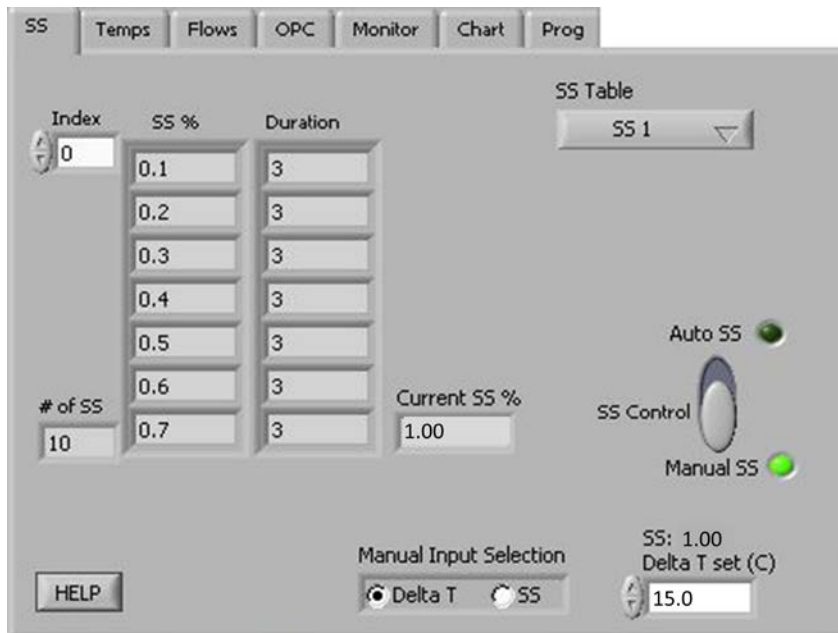 SS Temps Flows OPC Monitor Chart Prog
SS Table
SS 1
Index SS % Duration
0
0.1 3
0.2 3
0.3 3
0.4 3
0.5 3
0.6 3
0.7 3
# of SS
10
Current SS %
1.00
Auto SS
SS Control
Manual SS
HELP
Manual Input Selection
Delta T SS
SS: 1.00
Delta T set (C)
15.0